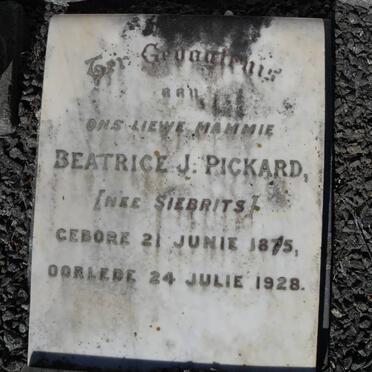 Ter Gedagtenis
aan
ONS LIEWE MAMMIE
BEATRICE J. PICKARD,
[NEE SIEBRITS].
GEBORE 21 JUNIE 1875,
OORLEDE 24 JULIE 1928.